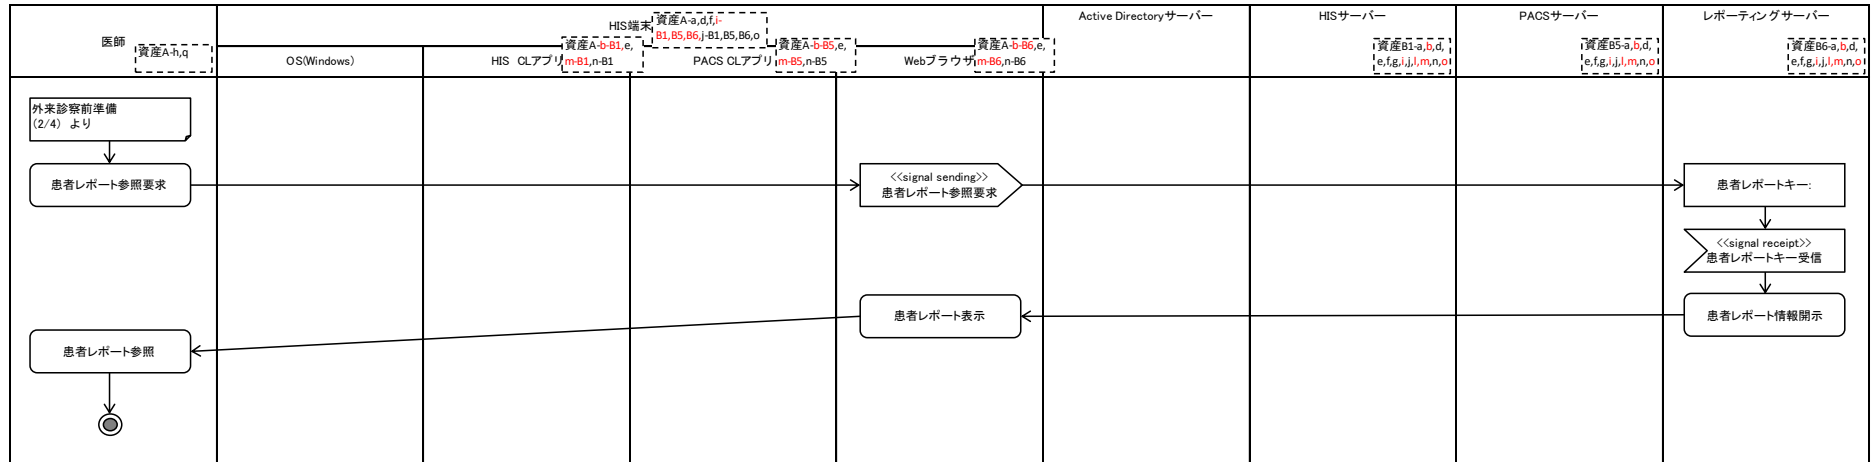 医師
資産A-h,q
HIS端末
資産A-a,d,f,i-
B1,B5,B6,j-B1,B5,B6,o
OS(Windows)
HIS CLアプリ
資産A-b-B1,e,
m-B1,n-B1
PACS CLアプリ
資産A-b-B5,e,
m-B5,n-B5
Webブラウザ
資産A-b-B6,e,
m-B6,n-B6
Active Directoryサーバー
HISサーバー
資産B1-a,b,d,
e,f,g,i,j,l,m,n,o
PACSサーバー
資産B5-a,b,d,
e,f,g,i,j,l,m,n,o
レポーティングサーバー
資産B6-a,b,d,
e,f,g,i,j,l,m,n,o
外来診察前準備
(2/4) より
患者レポート参照要求
<<signal sending>>
患者レポート参照要求
患者レポートキー:
<<signal receipt>>
患者レポートキー受信
患者レポート情報開示
患者レポート表示
患者レポート参照